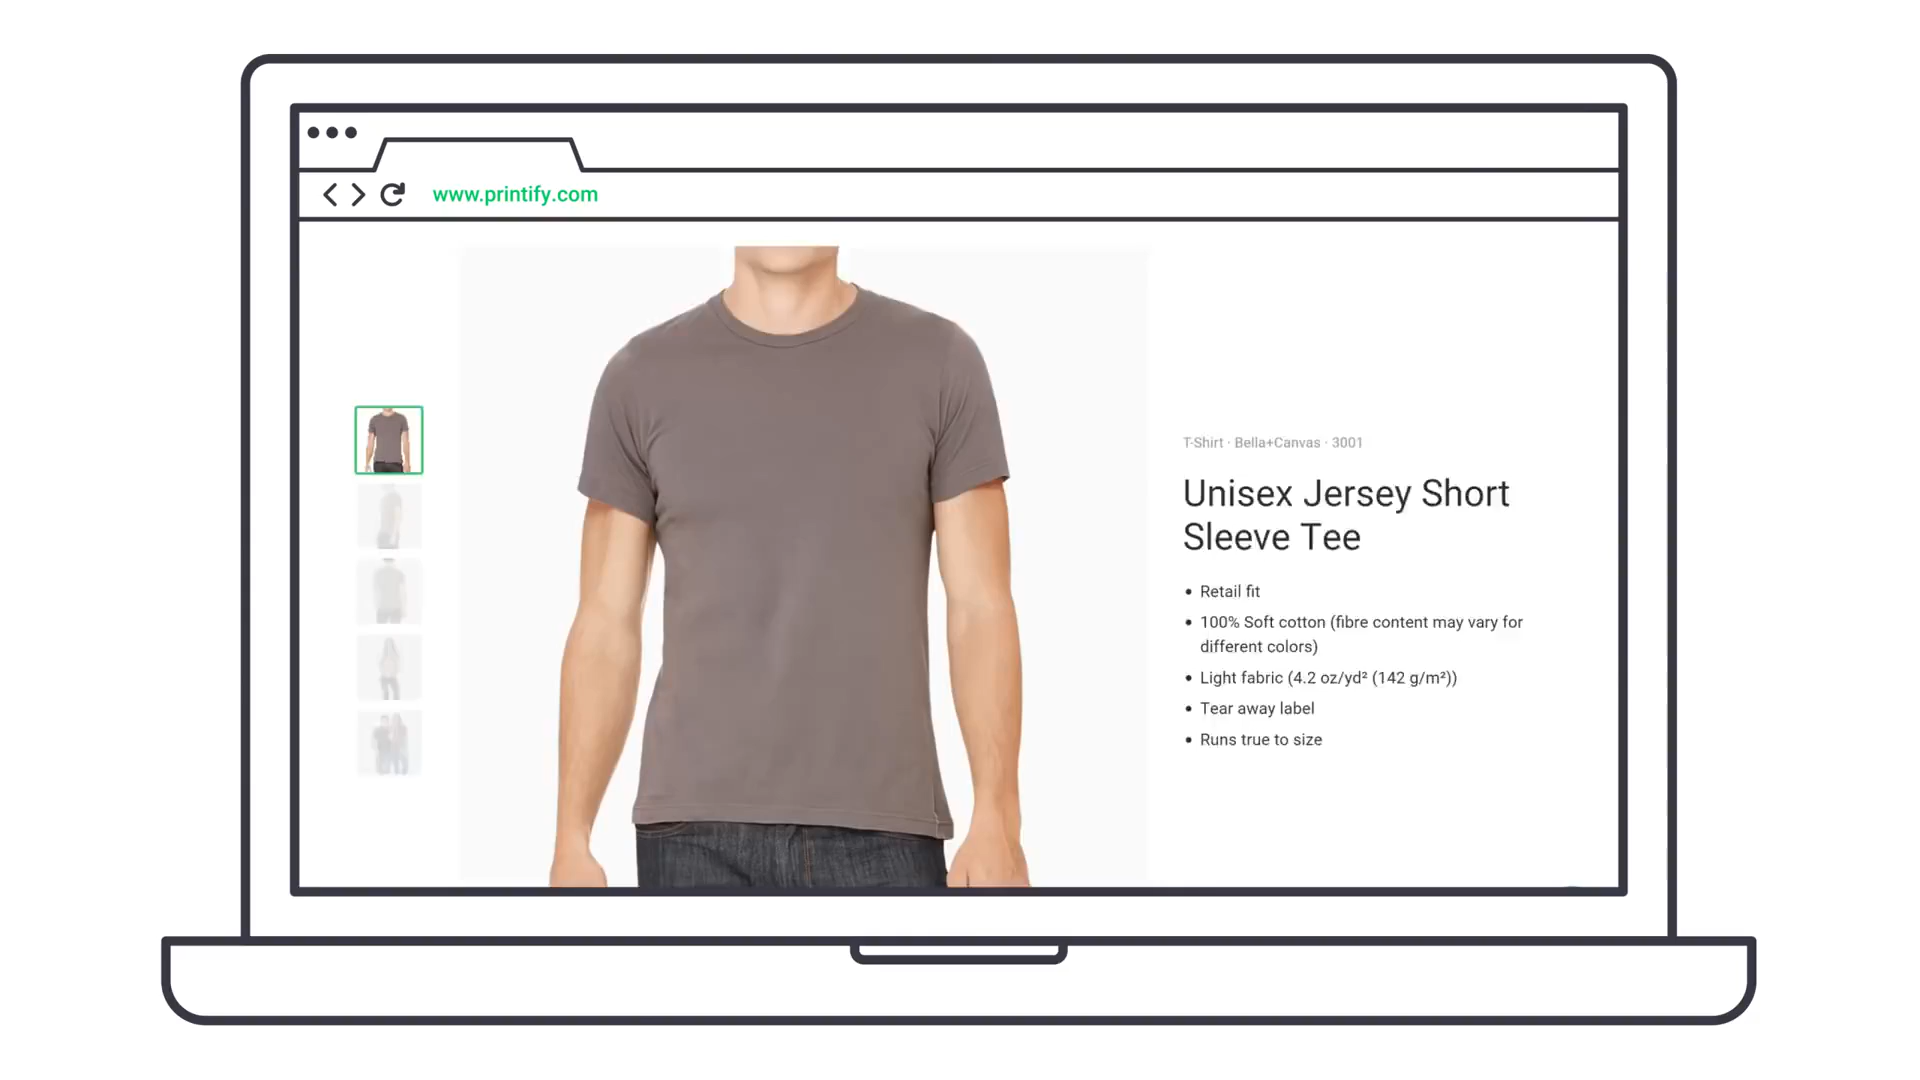 www.printify.com
T-Shirt · Bella+Canvas · 3001
Unisex Jersey Short
Sleeve Tee
• Retail fit
• 100% Soft cotton (fibre content may vary for
different colors)
• Light fabric (4.2 oz/yd² (142 g/m²))
• Tear away label
• Runs true to size